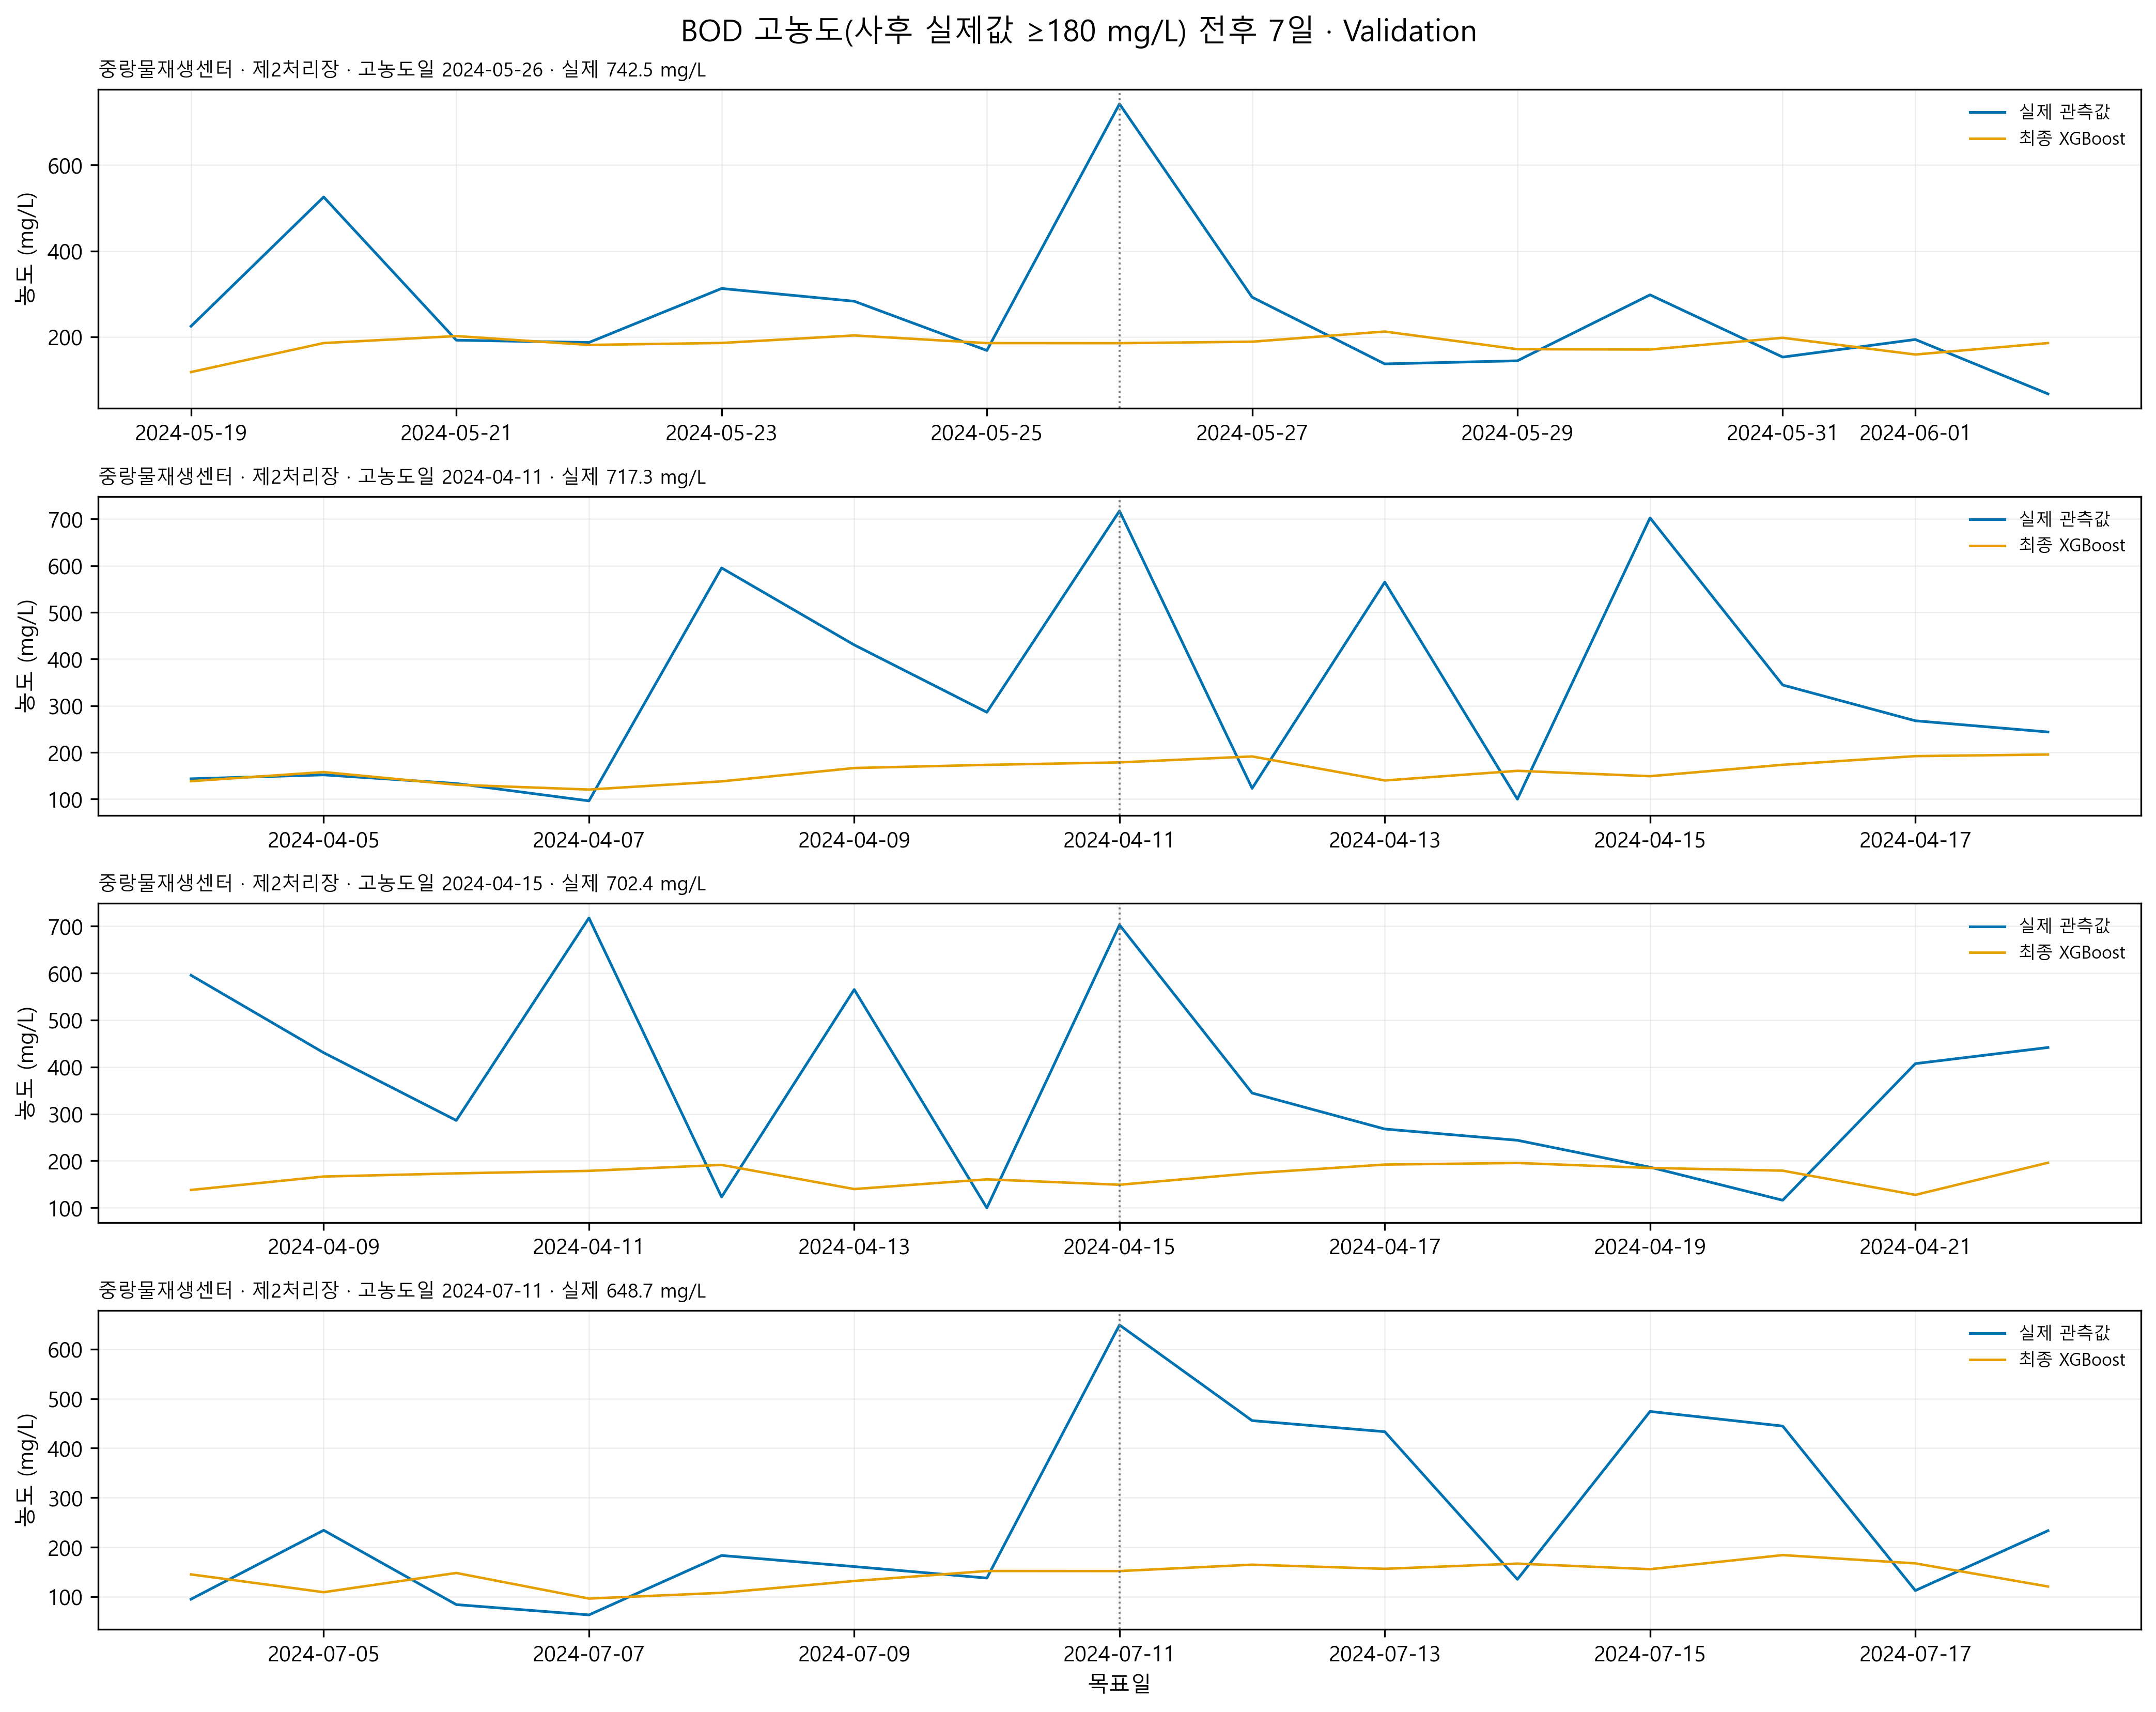 BOD 고농도(사후 실제값 ≥180 mg/L) 전후 7일 · Validation
중랑물재생센터 · 제2처리장 · 고농도일 2024-05-26 · 실제 742.5 mg/L
실제 관측값
최종 XGBoost
농도 (mg/L)
600
400
200
2024-05-19 2024-05-21 2024-05-23 2024-05-25 2024-05-27 2024-05-29 2024-05-31 2024-06-01
중랑물재생센터 · 제2처리장 · 고농도일 2024-04-11 · 실제 717.3 mg/L
실제 관측값
최종 XGBoost
농도 (mg/L)
700
600
500
400
300
200
100
2024-04-05 2024-04-07 2024-04-09 2024-04-11 2024-04-13 2024-04-15 2024-04-17
중랑물재생센터 · 제2처리장 · 고농도일 2024-04-15 · 실제 702.4 mg/L
실제 관측값
최종 XGBoost
농도 (mg/L)
700
600
500
400
300
200
100
2024-04-09 2024-04-11 2024-04-13 2024-04-15 2024-04-17 2024-04-19 2024-04-21
중랑물재생센터 · 제2처리장 · 고농도일 2024-07-11 · 실제 648.7 mg/L
실제 관측값
최종 XGBoost
농도 (mg/L)
600
500
400
300
200
100
2024-07-05 2024-07-07 2024-07-09 2024-07-11 2024-07-13 2024-07-15 2024-07-17
목표일